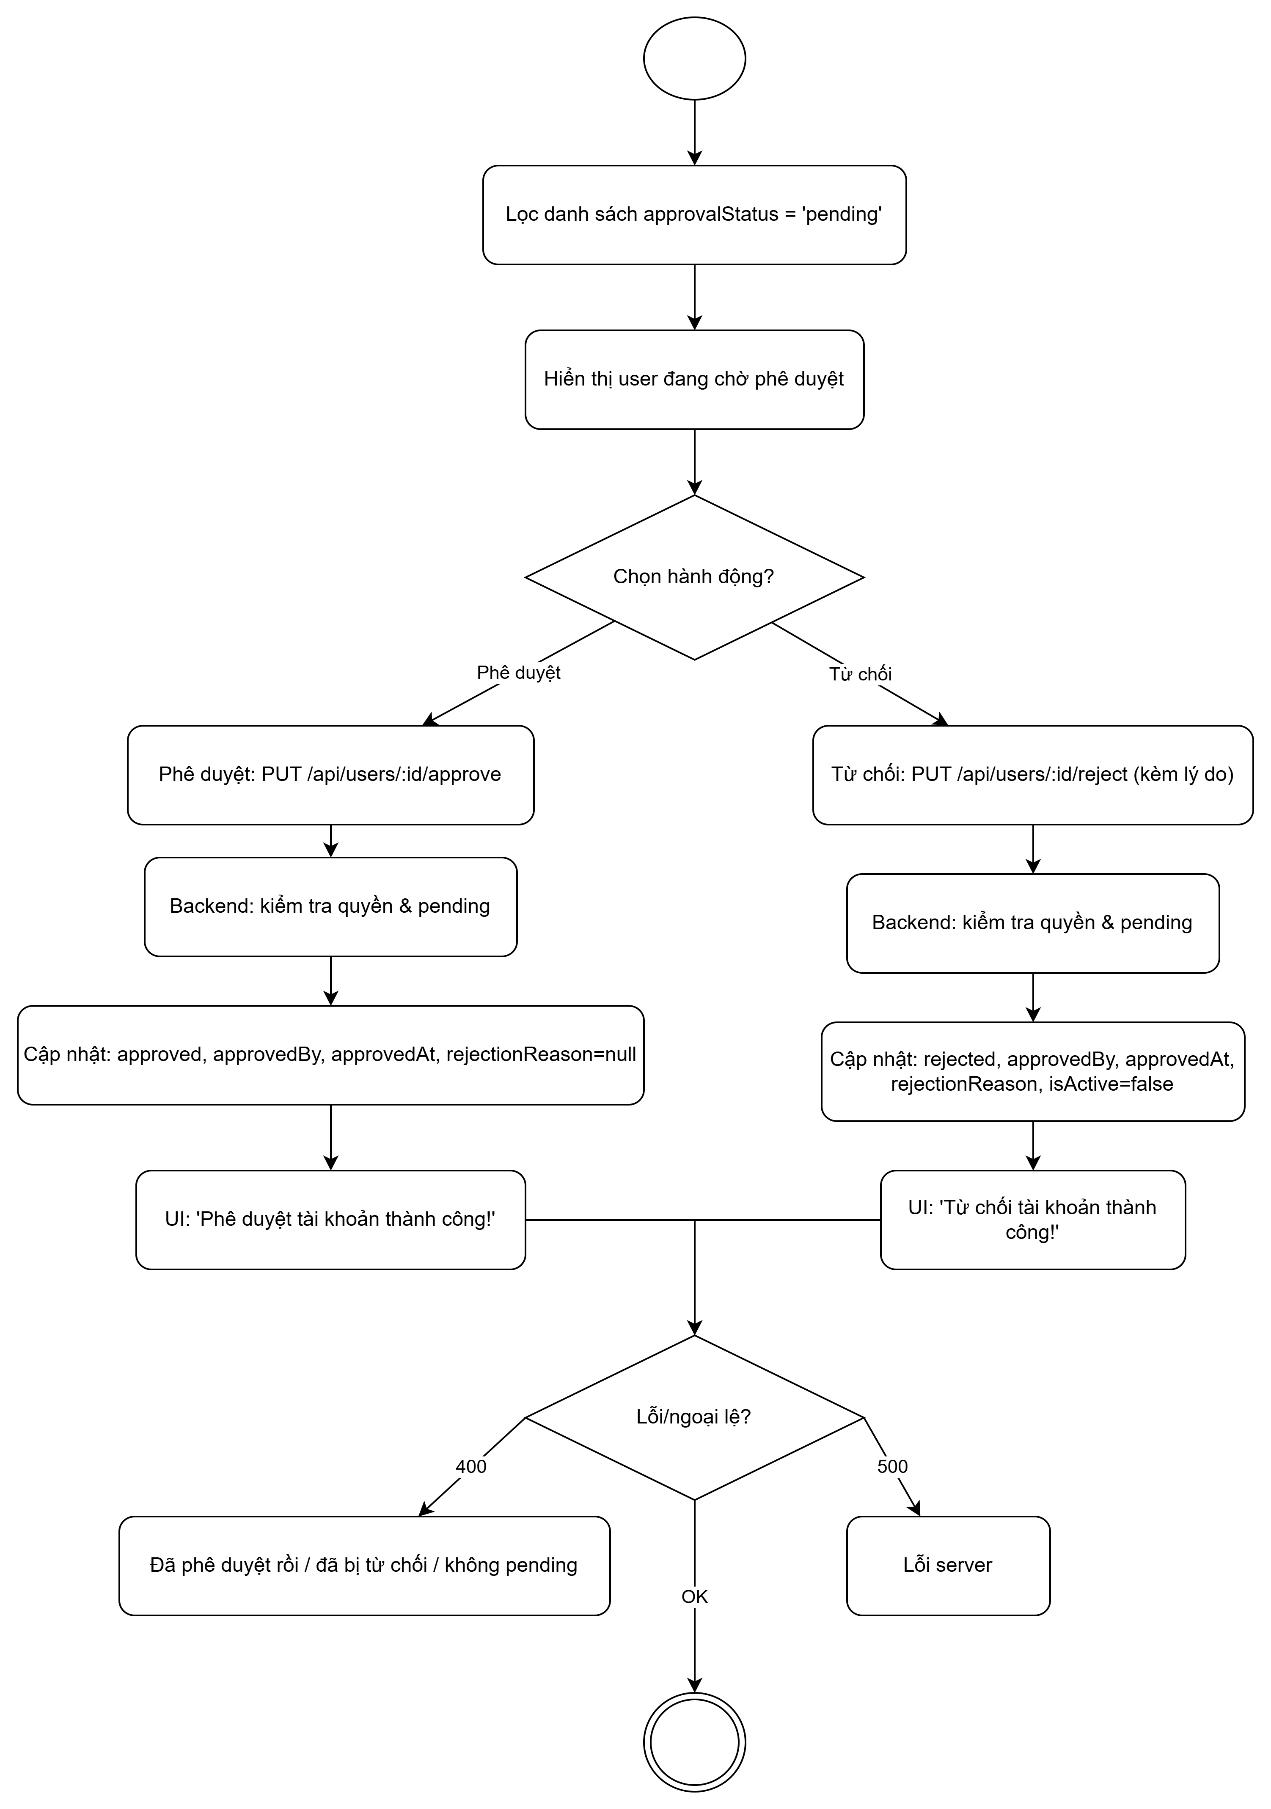 Lọc danh sách approvalStatus = 'pending'
Hiển thị user đang chờ phê duyệt
Chọn hành động?
Phê duyệt
Từ chối
Phê duyệt: PUT /api/users/:id/approve
Từ chối: PUT /api/users/:id/reject (kèm lý do)
Backend: kiểm tra quyền & pending
Backend: kiểm tra quyền & pending
Cập nhật: approved, approvedBy, approvedAt, rejectionReason=null
Cập nhật: rejected, approvedBy, approvedAt,
rejectionReason, isActive=false
UI: 'Phê duyệt tài khoản thành công!'
UI: 'Từ chối tài khoản thành
công!'
Lỗi/ngoại lệ?
400
500
Đã phê duyệt rồi / đã bị từ chối / không pending
Lỗi server
OK